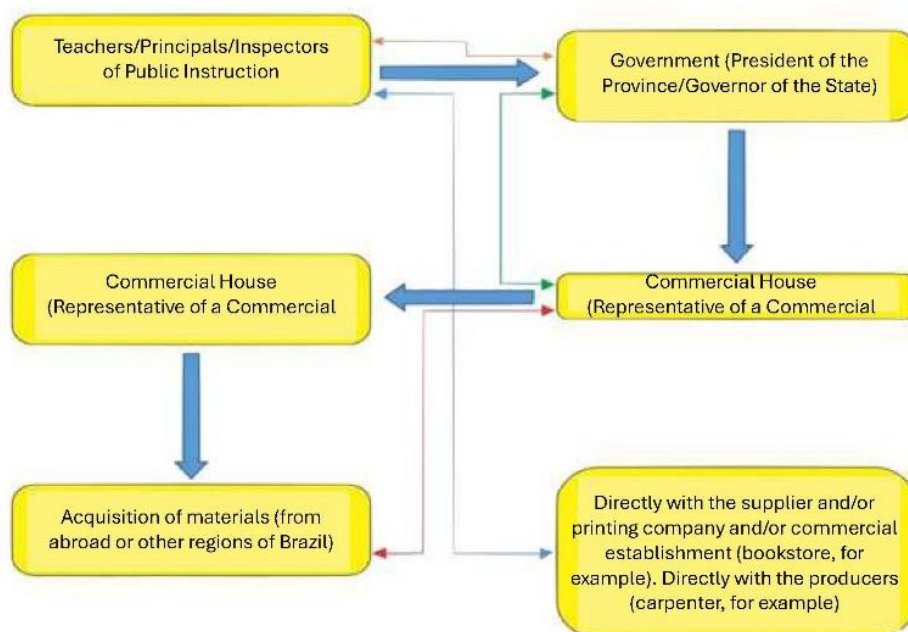 Teachers/Principals/Inspectors
of Public Instruction
Government (President of the
Province/Governor of the State)
Commercial House
(Representative of a Commercial
Commercial House
(Representative of a Commercial
Acquisition of materials (from
abroad or other regions of Brazil)
Directly with the supplier and/or
printing company and/or commercial
establishment (bookstore, for
example). Directly with the producers
(carpenter, for example)